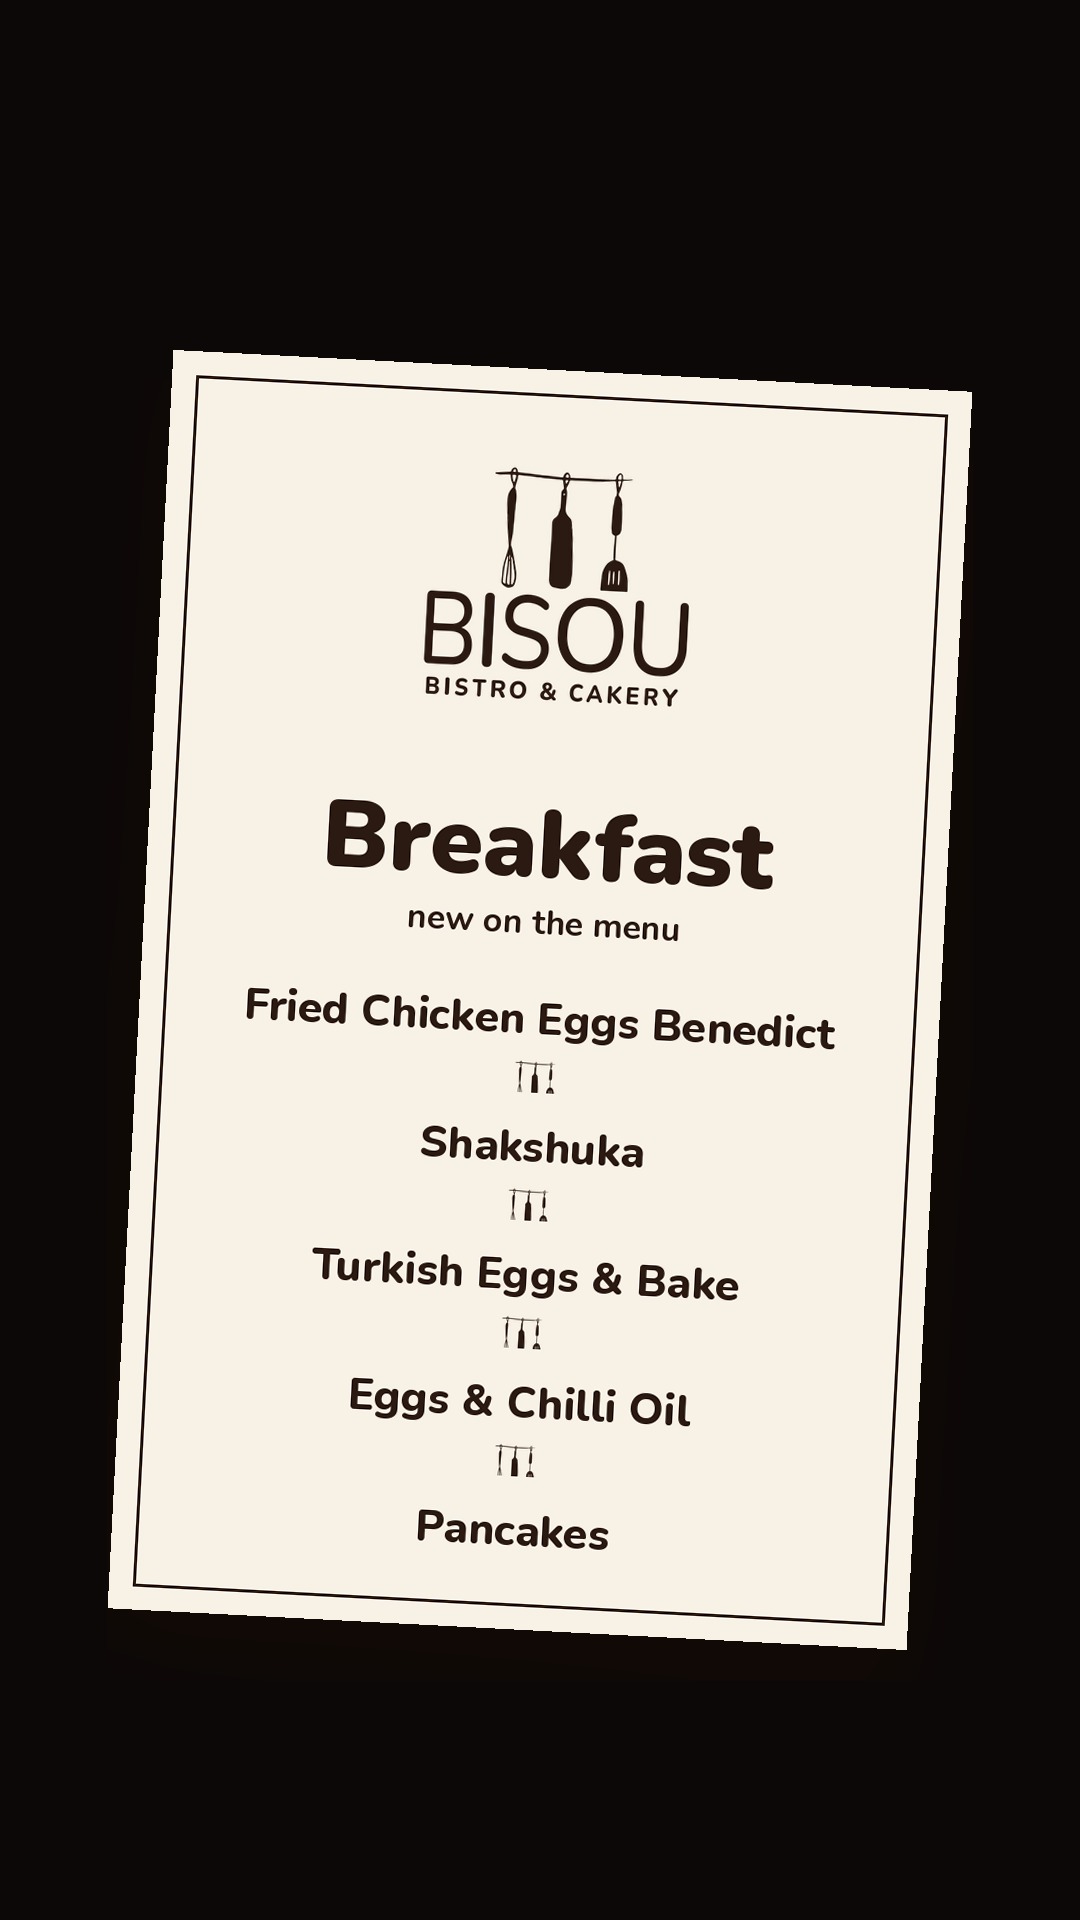 BISOU
BISTRO & CAKERY
Breakfast
new on the menu
Fried Chicken Eggs Benedict
Shakshuka
Turkish Eggs & Bake
Eggs & Chilli Oil
Pancakes